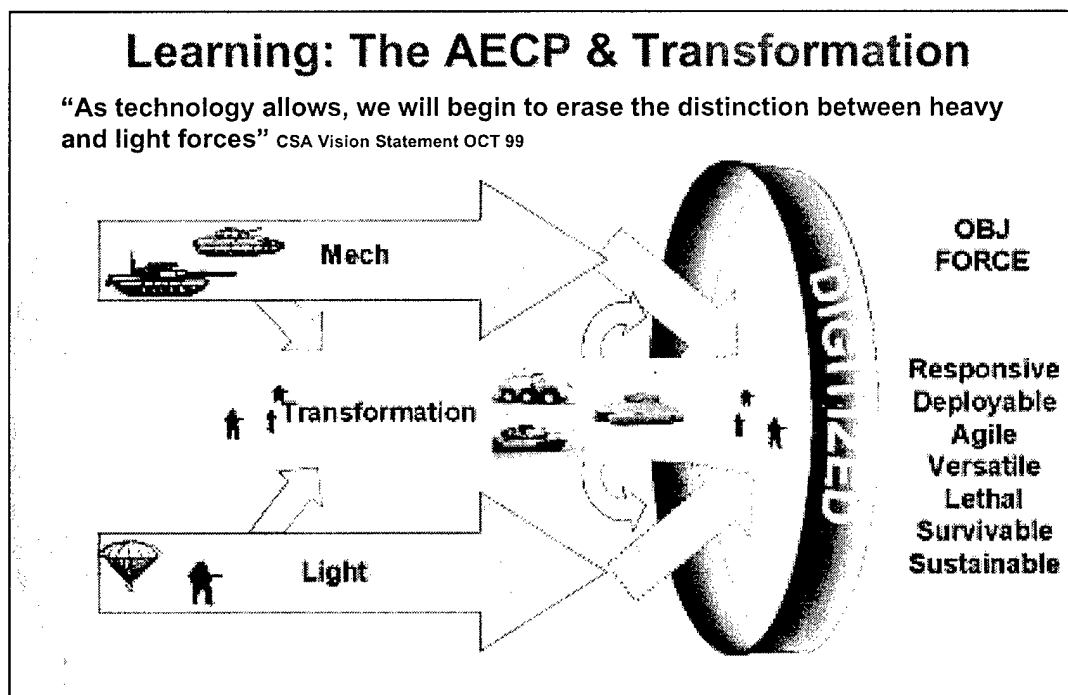 Learning: The AECP & Transformation
“As technology allows, we will begin to erase the distinction between heavy
and light forces” CSA Vision Statement OCT 99
Mech
OBJ
FORCE
DIGITIZED
Transformation
Responsive
Deployable
Agile
Versatile
Lethal
Survivable
Sustainable
Light